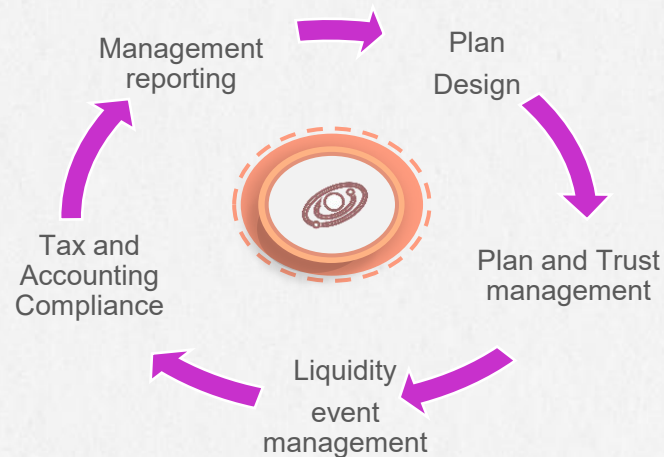 Management
reporting
Plan
Design
Plan and Trust
management
Liquidity
event
management
Tax and
Accounting
Compliance